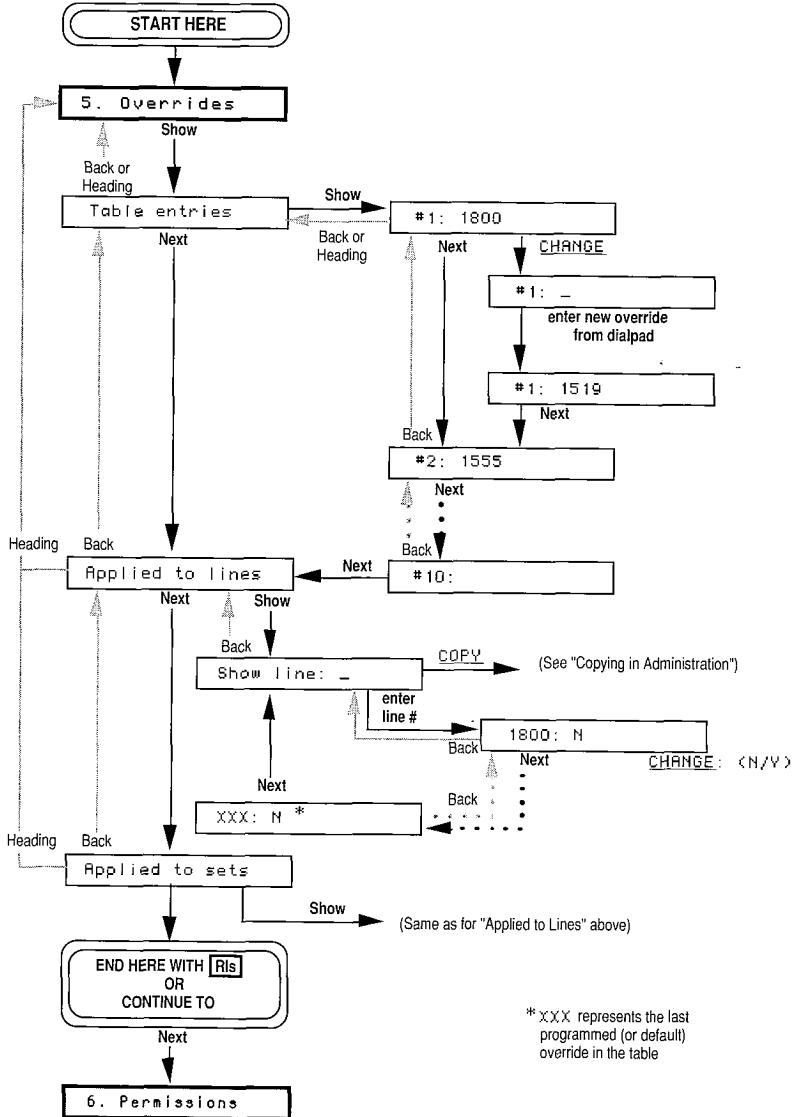 START HERE
5. Overrides
Show
Back or
Heading
Table entries
Show
Back or
Heading
Next
#1: 1800
Next
CHANGE
#1: _
enter new override
from dialpad
#1: 1519
Next
Back
#2: 1555
Next
Back
#10:
Next
Heading
Back
Applied to lines
Next
Show
Back
Show line: _
COPY
(See "Copying in Administration")
enter
line #
Back
1800: N
Next
CHANGE: (N/Y)
Back
Next
XXX: N *
Heading
Back
Applied to sets
Show
(Same as for "Applied to Lines" above)
END HERE WITH Rls
OR
CONTINUE TO
Next
6. Permissions
* XXX represents the last
programmed (or default)
override in the table